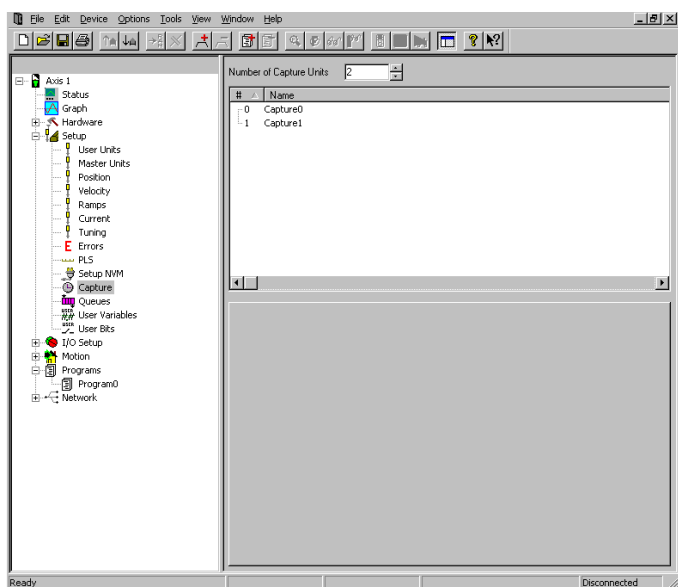 File Edit Device Options Tools View Window Help
Number of Capture Units 2
# Name
0 Capture0
1 Capture1
Axis 1
Status
Graph
Hardware
Setup
User Units
Master Units
Position
Velocity
Ramps
Current
Tuning
E Errors
PLS
Setup NVM
Capture
Queues
USER User Variables
USER User Bits
I/O Setup
Motion
Programs
Program0
Network
Ready Disconnected